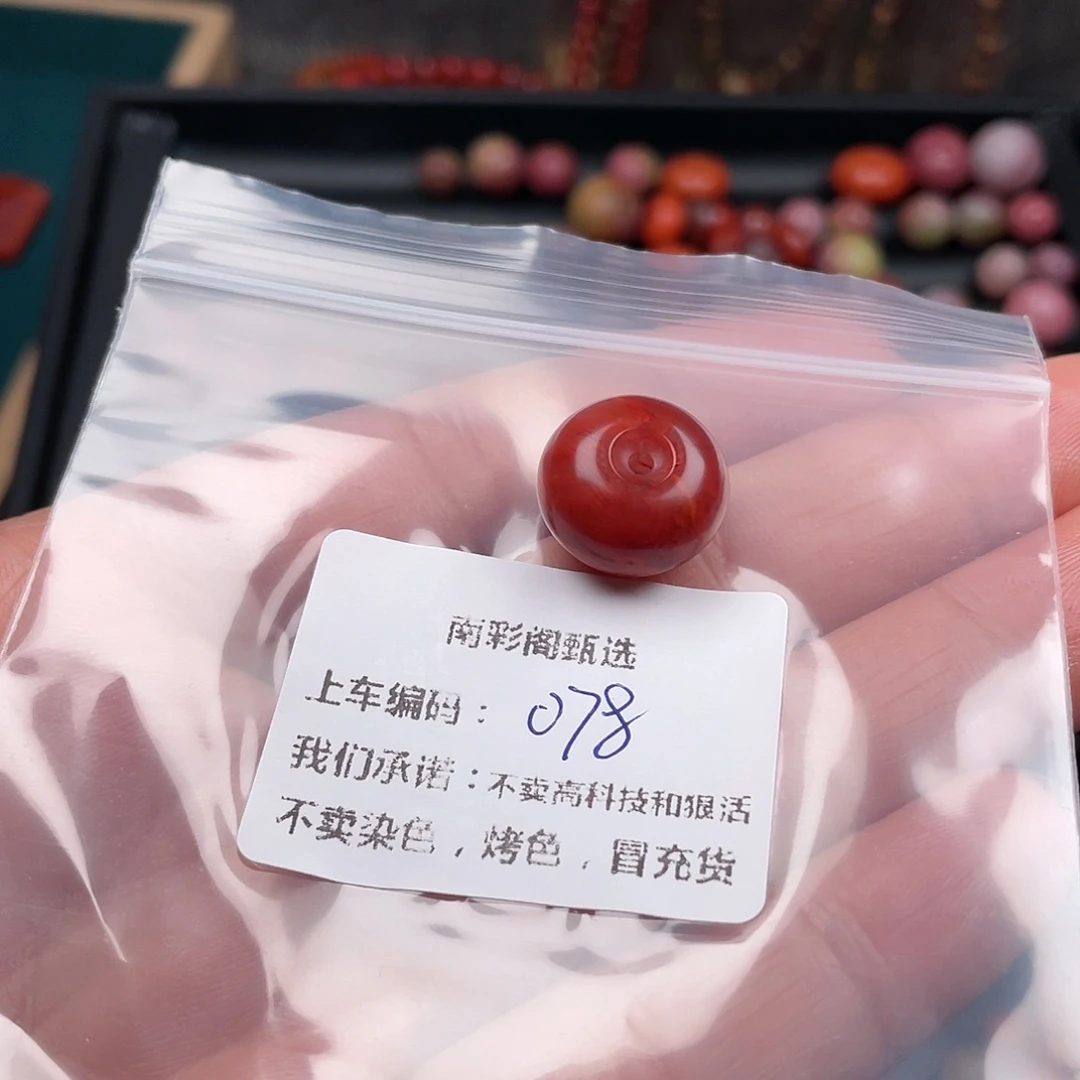 南彩阁甄选
上车编码：078
我们承诺：不卖高科技和狠活
不卖染色，烤色，冒充货